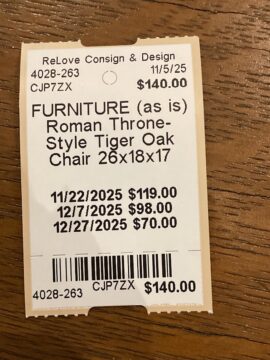 ReLove Consign & Design
4028-263 11/5/25
CJP7ZX $140.00
FURNITURE (as is)
Roman Throne-
Style Tiger Oak
Chair 26x18x17
11/22/2025 $119.00
12/7/2025 $98.00
12/27/2025 $70.00
4028-263 CJP7ZX $140.00